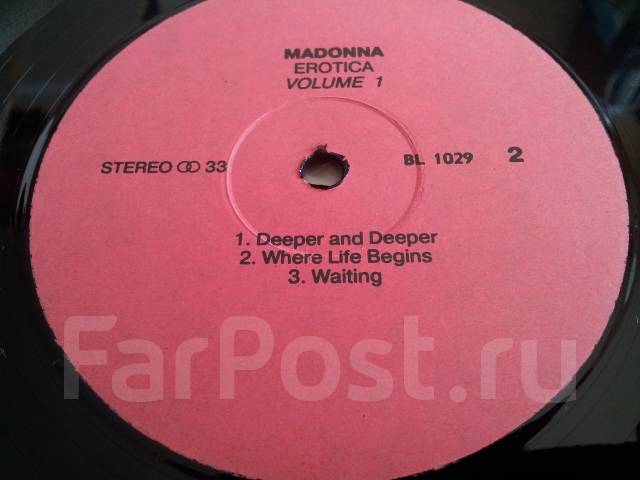 MADONNA
EROTICA
VOLUME 1
STEREO 33
BL 1029 2
1. Deeper and Deeper
2. Where Life Begins
3. Waiting
FarPost.ru